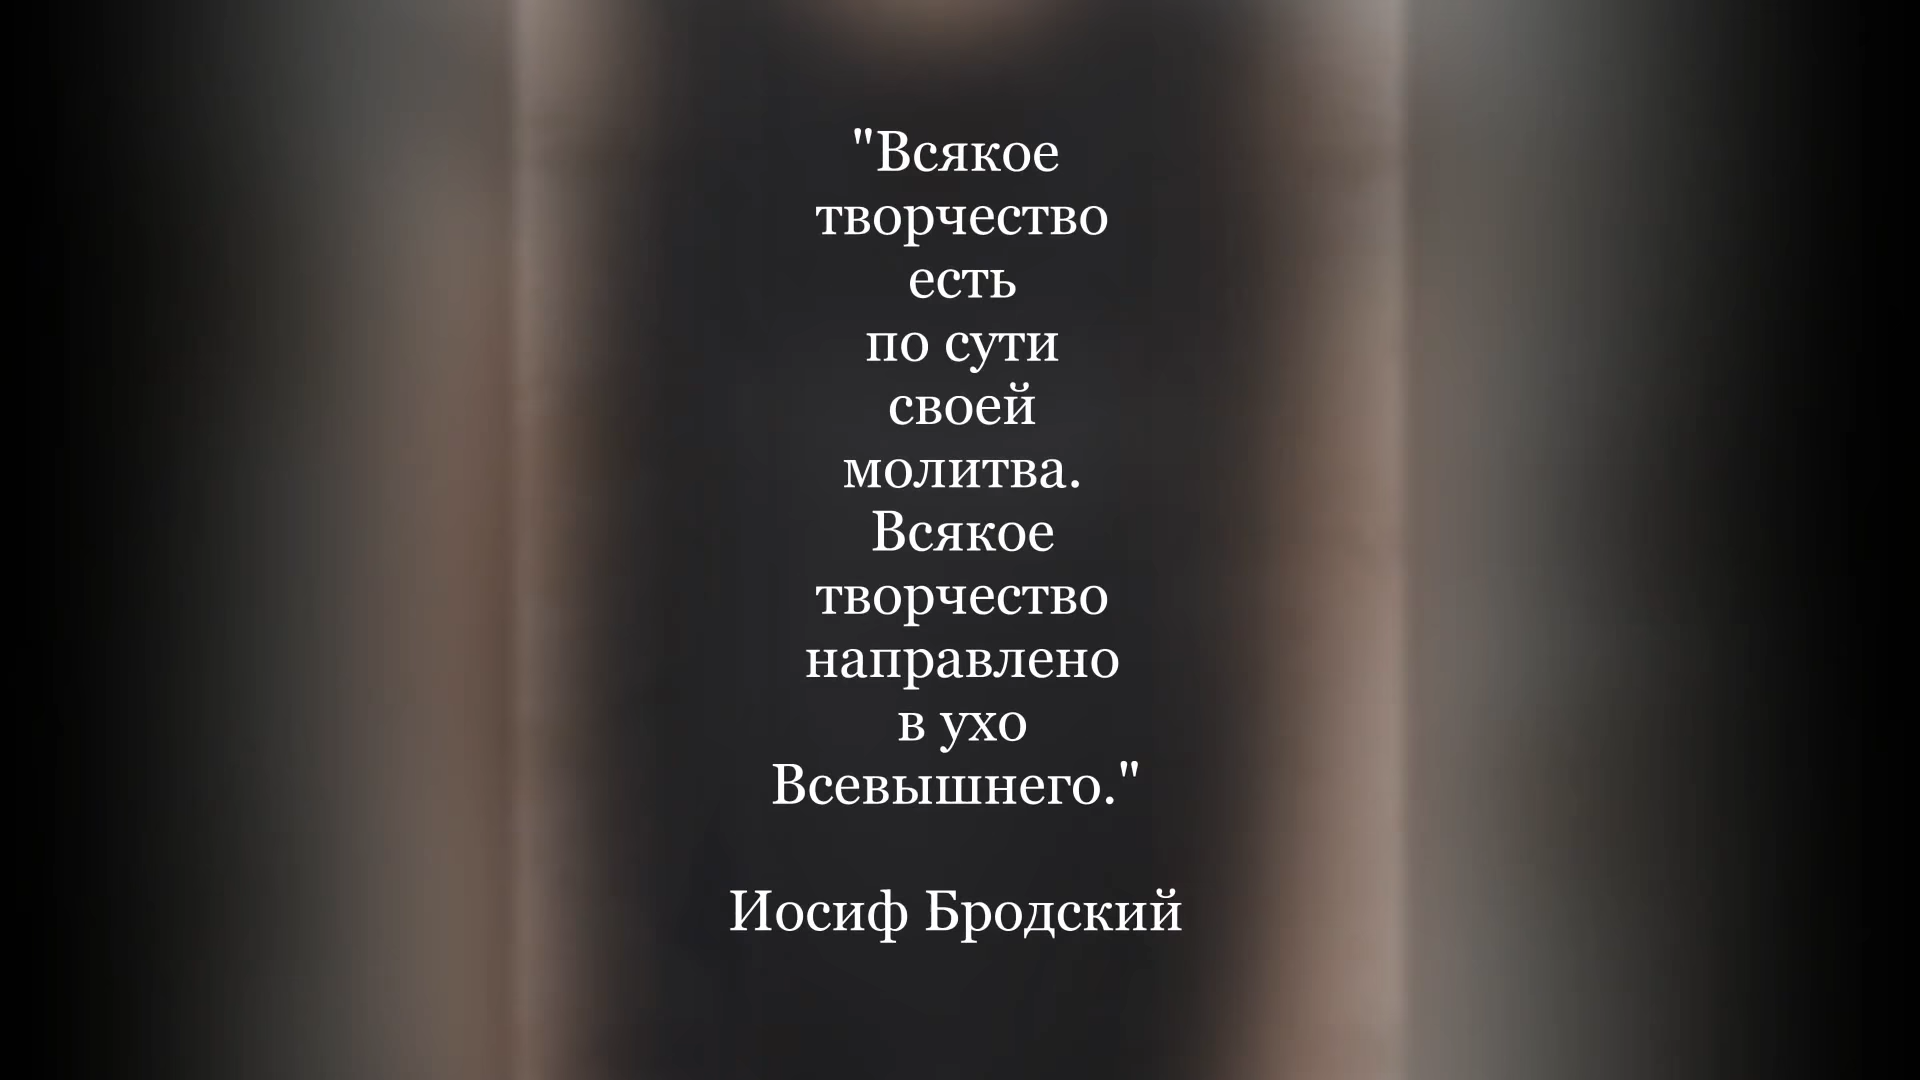 "Всякое
творчество
есть
по сути
своей
молитва.
Всякое
творчество
направлено
в ухо
Всевышнего."
Иосиф Бродский